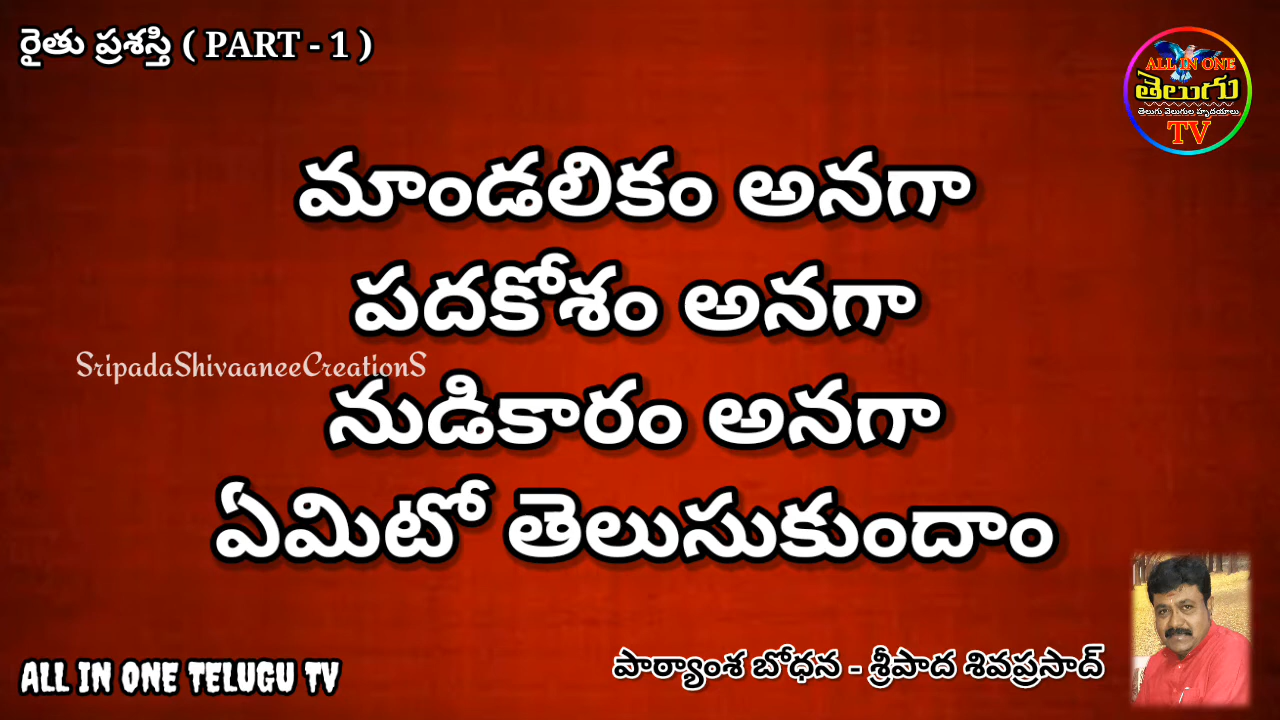 రైతు ప్రశస్తి ( PART - 1 )
ALL IN ONE
తెలుగు
తెలుగు వెలుగుల హృదయాలు
TV
మాండలికం అనగా
పదకోశం అనగా
SripadaShivaaneeCreationS
నుడికారం అనగా
ఏమిటో తెలుసుకుందాం
పార్యాంశ బోధన - శ్రీపాద శివప్రసాద్
ALL IN ONE TELUGU TV